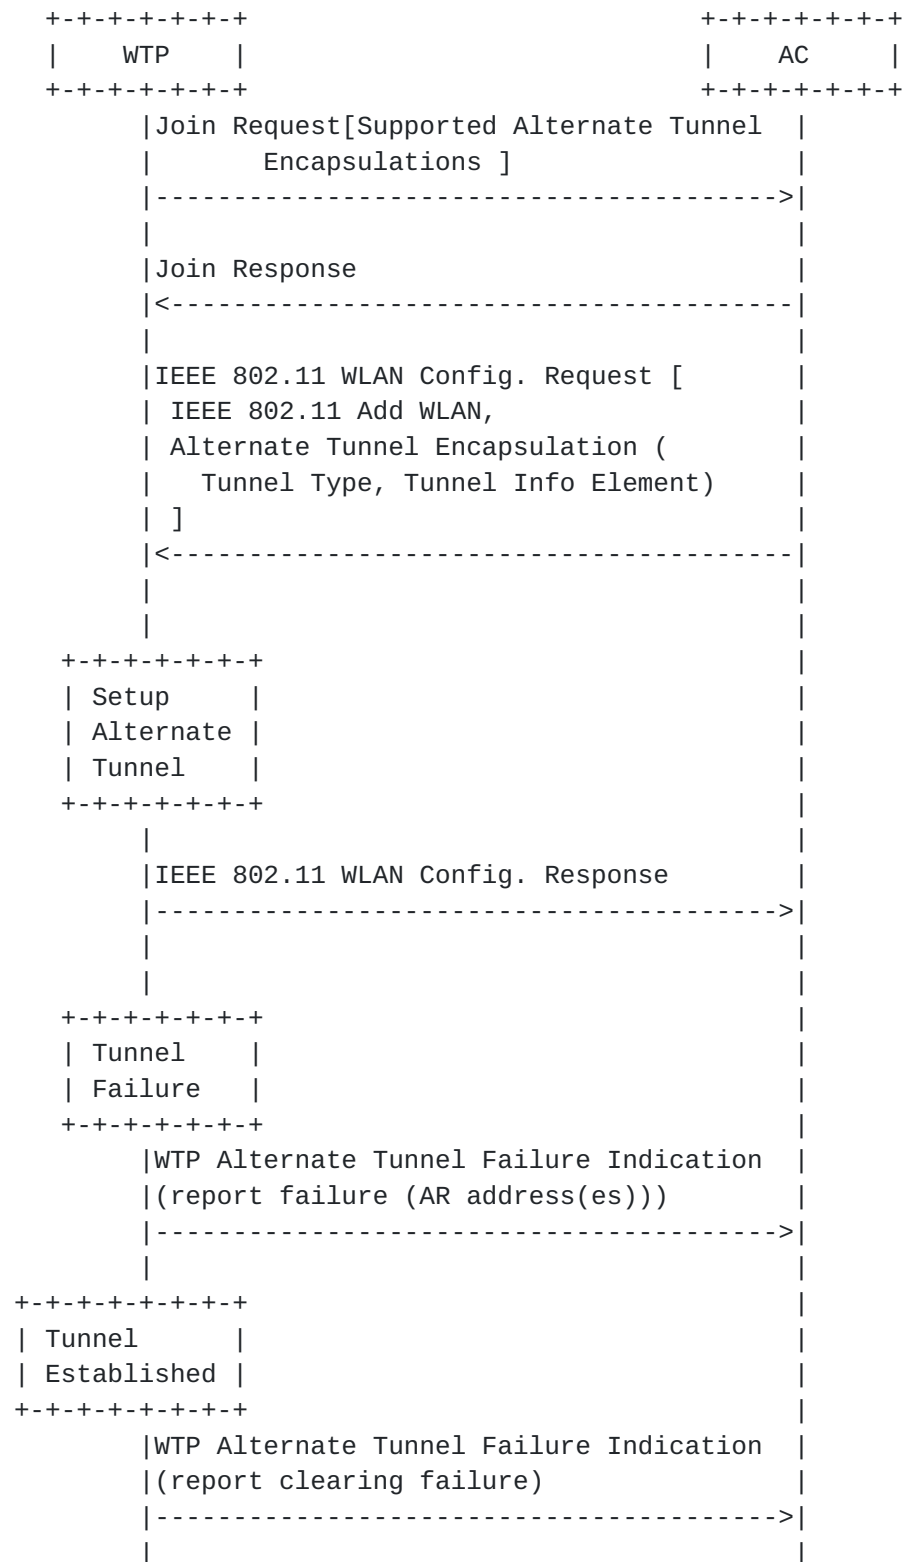 +-+-+-+-+-+-+                             +-+-+-+-+-+-+
|    WTP    |                             |    AC     |
+-+-+-+-+-+-+                             +-+-+-+-+-+-+
      |Join Request[Supported Alternate Tunnel  |
      |       Encapsulations ]                  |
      |---------------------------------------->|
      |                                         |
      |Join Response                            |
      |<----------------------------------------|
      |                                         |
      |IEEE 802.11 WLAN Config. Request [       |
      | IEEE 802.11 Add WLAN,                   |
      | Alternate Tunnel Encapsulation (        |
      |   Tunnel Type, Tunnel Info Element)     |
      | ]                                       |
      |<----------------------------------------|
      |                                         |
      |                                         |
 +-+-+-+-+-+-+                                  |
 | Setup     |                                  |
 | Alternate |                                  |
 | Tunnel    |                                  |
 +-+-+-+-+-+-+                                  |
      |                                         |
      |IEEE 802.11 WLAN Config. Response        |
      |---------------------------------------->|
      |                                         |
      |                                         |
 +-+-+-+-+-+-+                                  |
 | Tunnel    |                                  |
 | Failure   |                                  |
 +-+-+-+-+-+-+                                  |
      |WTP Alternate Tunnel Failure Indication  |
      |(report failure (AR address(es)))        |
      |---------------------------------------->|
      |                                         |
+-+-+-+-+-+-+-+                                 |
| Tunnel      |                                 |
| Established |                                 |
+-+-+-+-+-+-+-+                                 |
      |WTP Alternate Tunnel Failure Indication  |
      |(report clearing failure)                |
      |---------------------------------------->|
      |                                         |